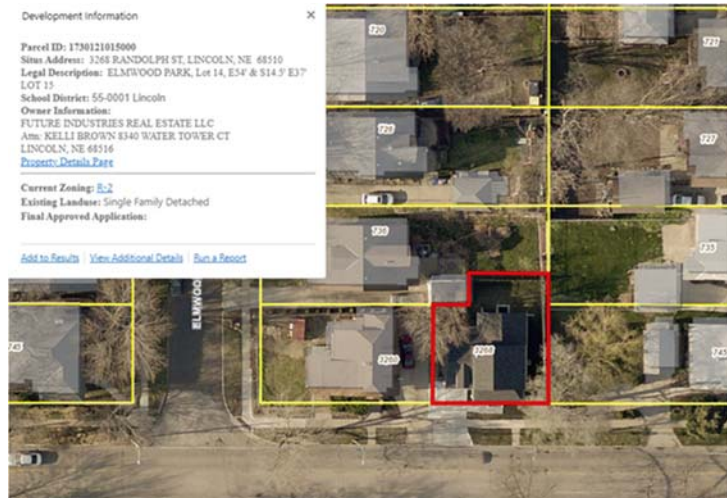 Development Information
Parcel ID: 1730121015000
Situs Address: 3268 RANDOLPH ST, LINCOLN, NE 68510
Legal Description: ELMWOOD PARK, Lot 14, E54' & S14.5' E37'
LOT 15
School District: 55-0001 Lincoln
Owner Information:
FUTURE INDUSTRIES REAL ESTATE LLC
Attn: KELLI BROWN 8340 WATER TOWER CT
LINCOLN, NE 68516
Property Details Page
Current Zoning: R-2
Existing Landuse: Single Family Detached
Final Approved Application:
Add to Results View Additional Details Run a Report
720
721
726
727
736
735
ELMWOO
745
3260
3268
745